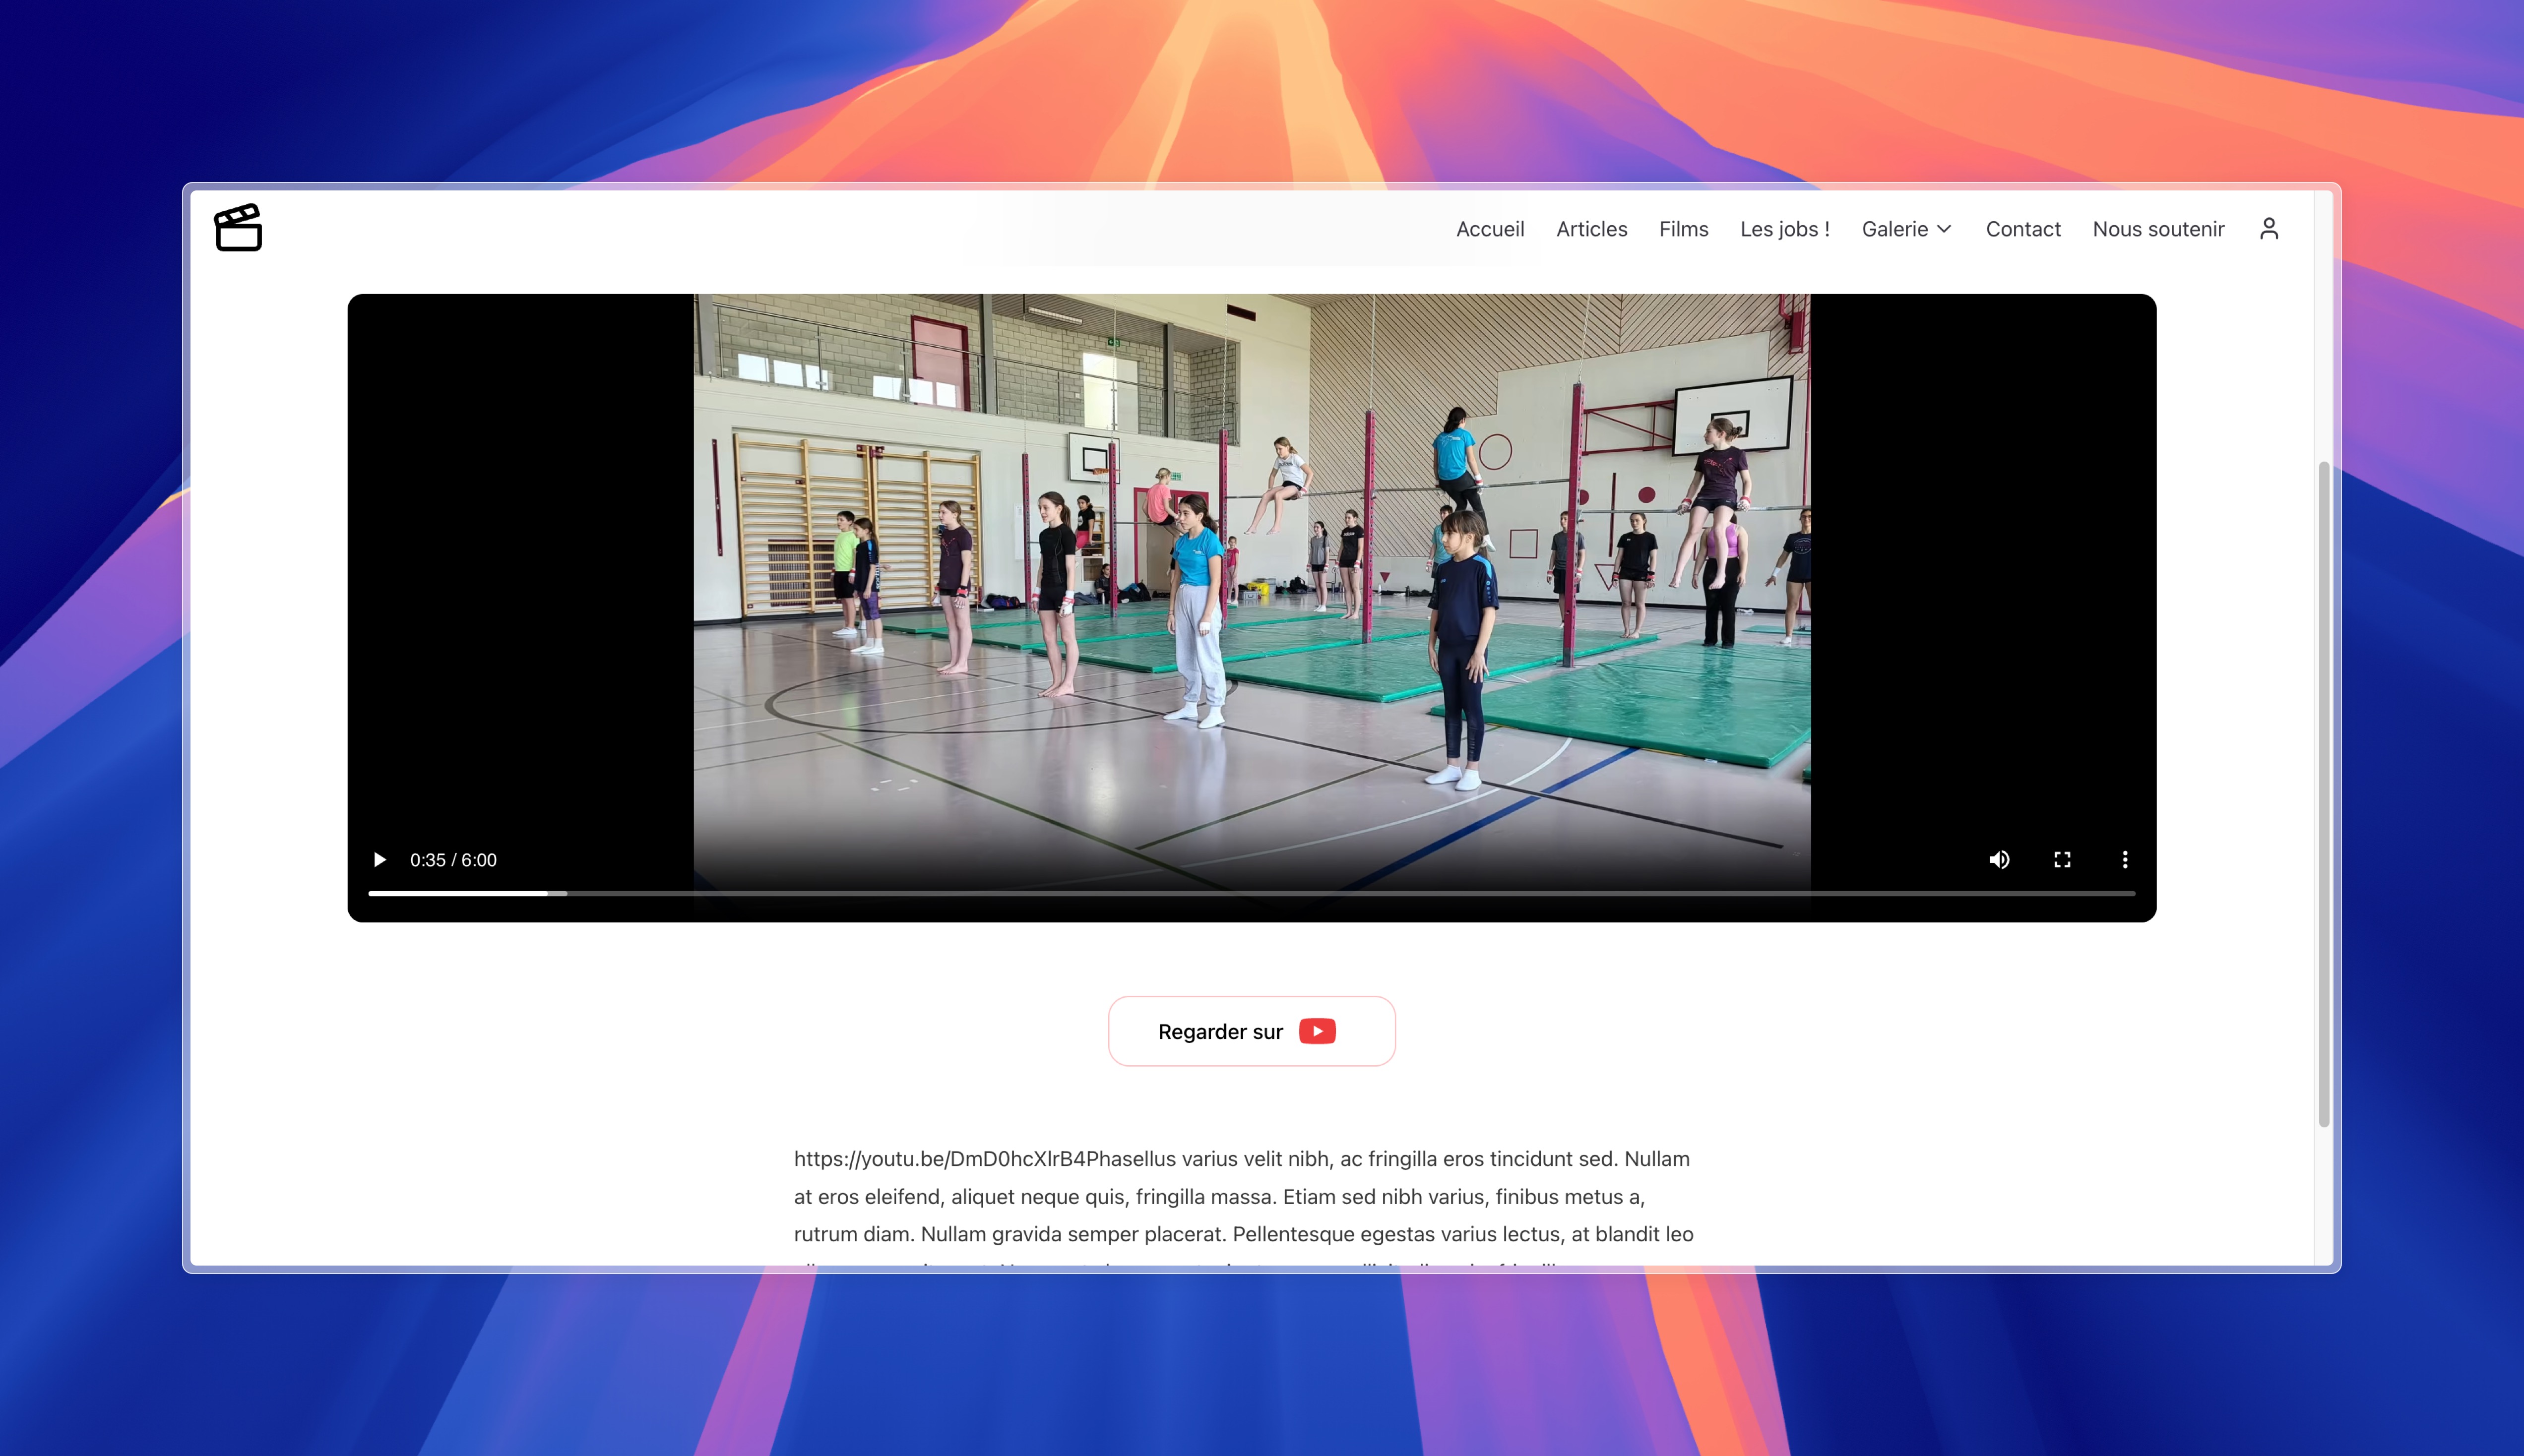 Accueil Articles Films Les jobs ! Galerie Contact Nous soutenir
0:35 / 6:00
Regarder sur
https://youtu.be/DmD0hcXlrB4Phasellus varius velit nibh, ac fringilla eros tincidunt sed. Nullam
at eros eleifend, aliquet neque quis, fringilla massa. Etiam sed nibh varius, finibus metus a,
rutrum diam. Nullam gravida semper placerat. Pellentesque egestas varius lectus, at blandit leo